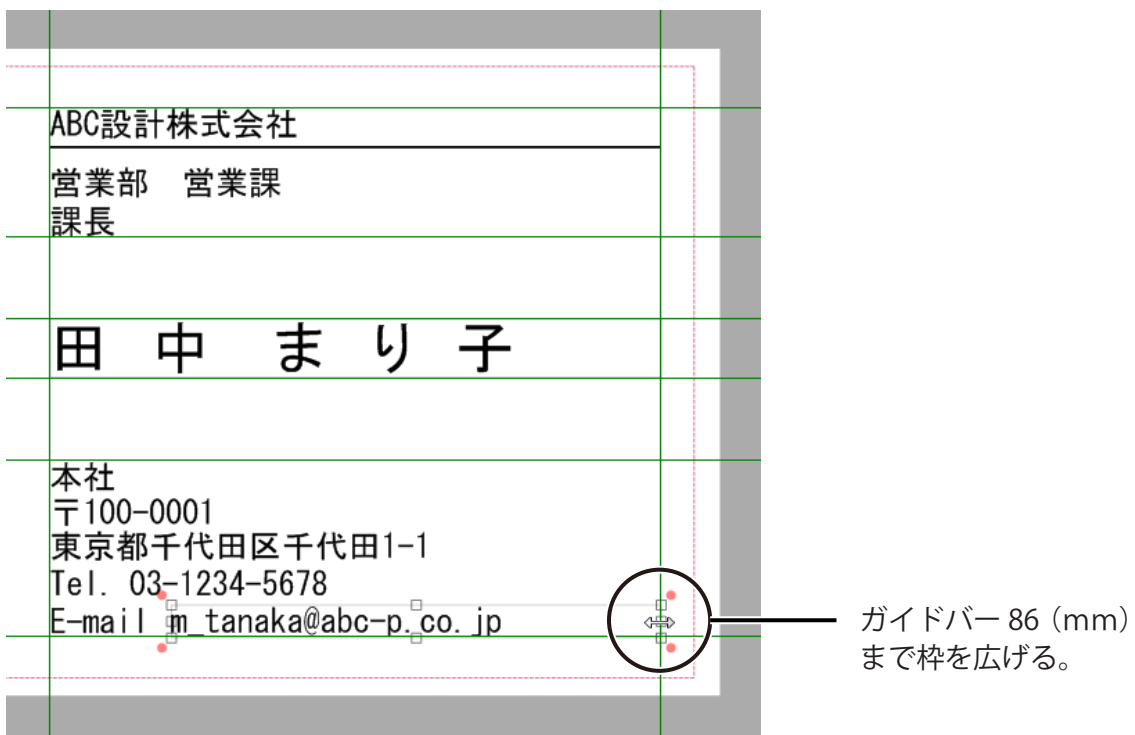 ABC設計株式会社
営業部　営業課
課長
田 中 ま り 子
本社
〒100-0001
東京都千代田区千代田1-1
Tel. 03-1234-5678
E-mail m_tanaka@abc-p.co.jp
ガイドバー 86（mm）
まで枠を広げる。